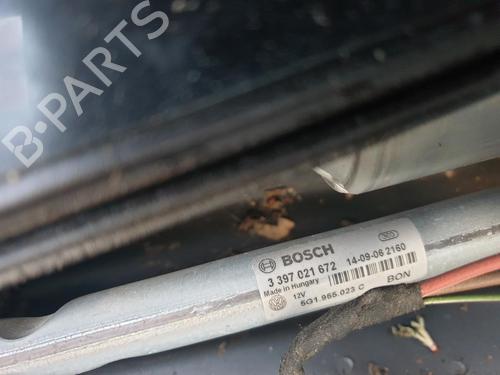 B-PARTS
BOSCH
3 397 021 672 14-09-06 2160
Made in Hungary
12V
5G1.955.023 C BON